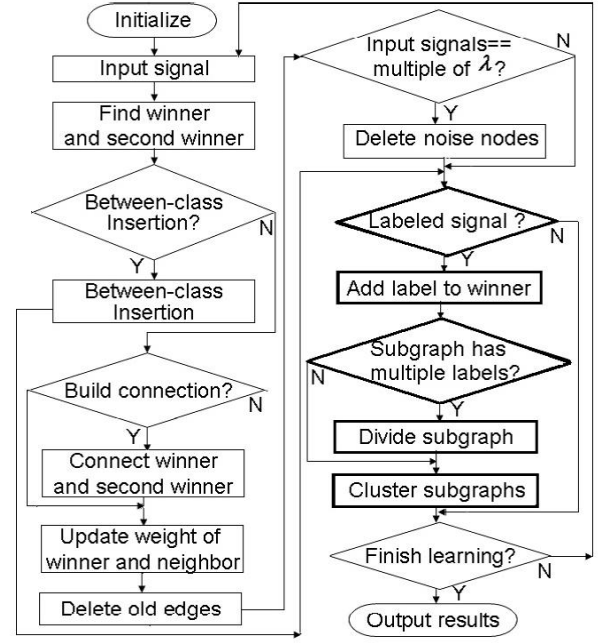 Initialize
Input signal
Find winner
and second winner
Between-class
Insertion?
N
Y
Between-class
Insertion
Build connection?
N
Y
Connect winner
and second winner
Update weight of
winner and neighbor
Delete old edges
Input signals==
multiple of λ?
N
Y
Delete noise nodes
Labeled signal ?
N
Y
Add label to winner
Subgraph has
multiple labels?
N
Y
Divide subgraph
Cluster subgraphs
Finish learning?
N
Y
Output results